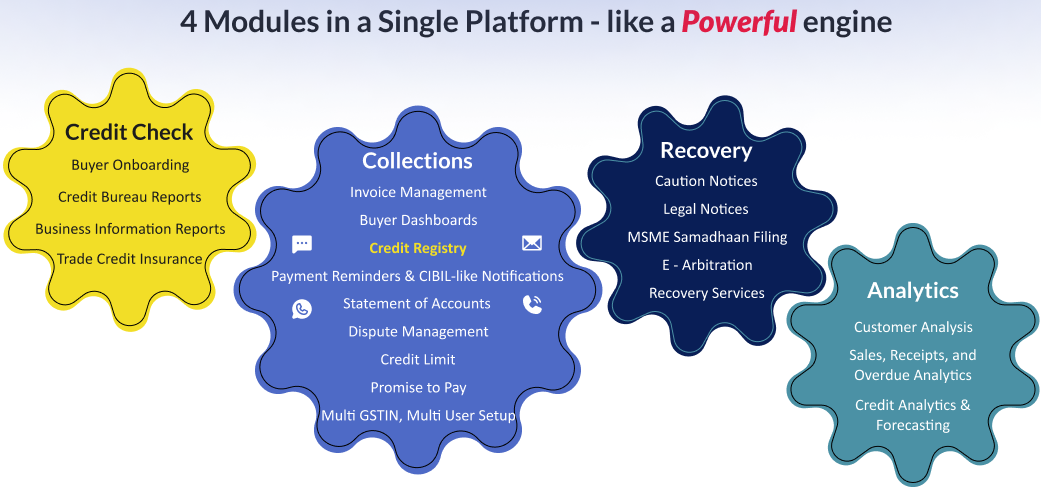 4 Modules in a Single Platform - like a Powerful engine
Credit Check
Buyer Onboarding
Credit Bureau Reports
Business Information Reports
Trade Credit Insurance
Collections
Invoice Management
Buyer Dashboards
Credit Registry
Payment Reminders & CIBIL-like Notifications
Statement of Accounts
Dispute Management
Credit Limit
Promise to Pay
Multi GSTIN, Multi User Setup
Recovery
Caution Notices
Legal Notices
MSME Samadhaan Filing
E - Arbitration
Recovery Services
Analytics
Customer Analysis
Sales, Receipts, and
Overdue Analytics
Credit Analytics &
Forecasting